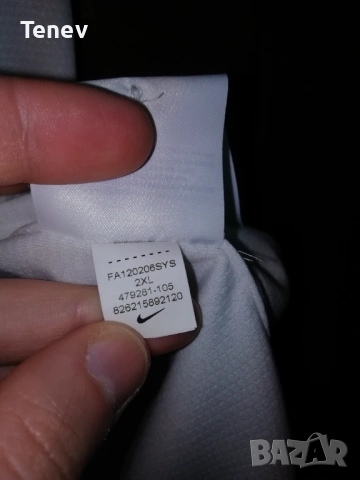 Tenev
FA120206SYS
2XL
479281-105
826215892120
BAZAR